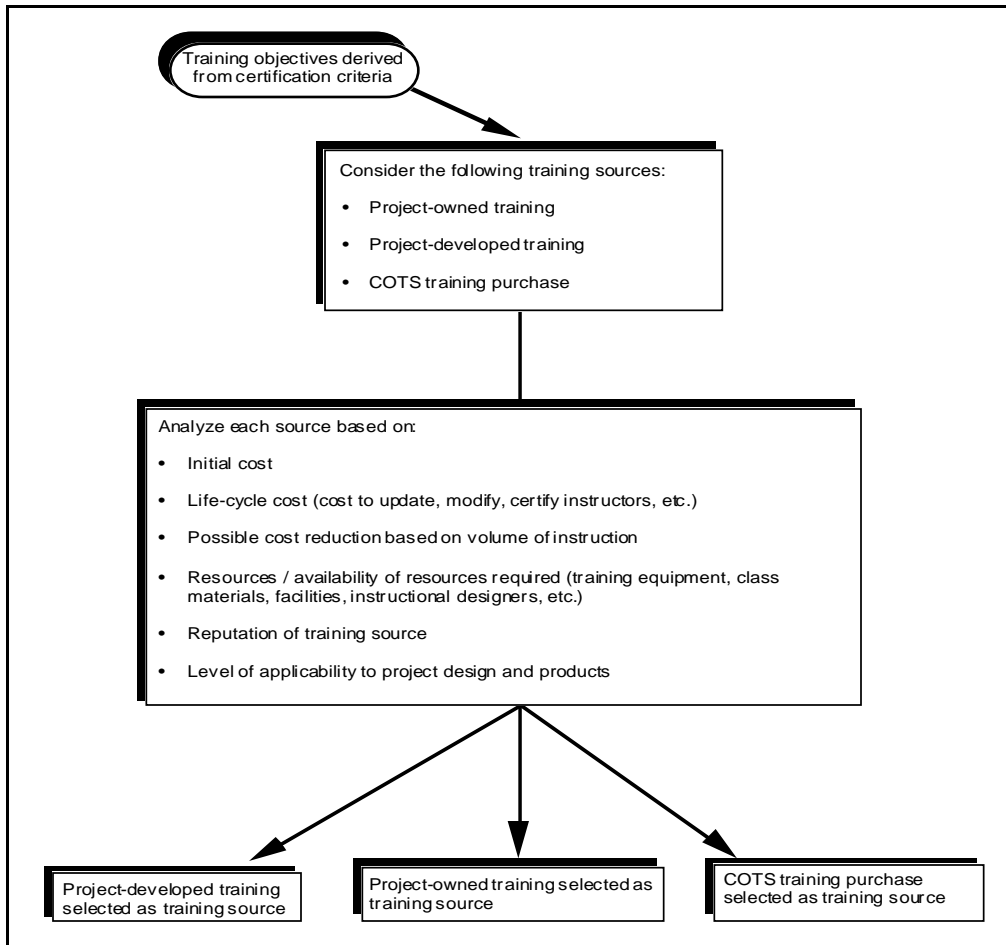 Training objectives derived
from certification criteria
Consider the following training sources:
• Project-owned training
• Project-developed training
• COTS training purchase
Analyze each source based on:
• Initial cost
• Life-cycle cost (cost to update, modify, certify instructors, etc.)
• Possible cost reduction based on volume of instruction
• Resources / availability of resources required (training equipment, class
materials, facilities, instructional designers, etc.)
• Reputation of training source
• Level of applicability to project design and products
Project-developed training
selected as training source
Project-owned training selected as
training source
COTS training purchase
selected as training source